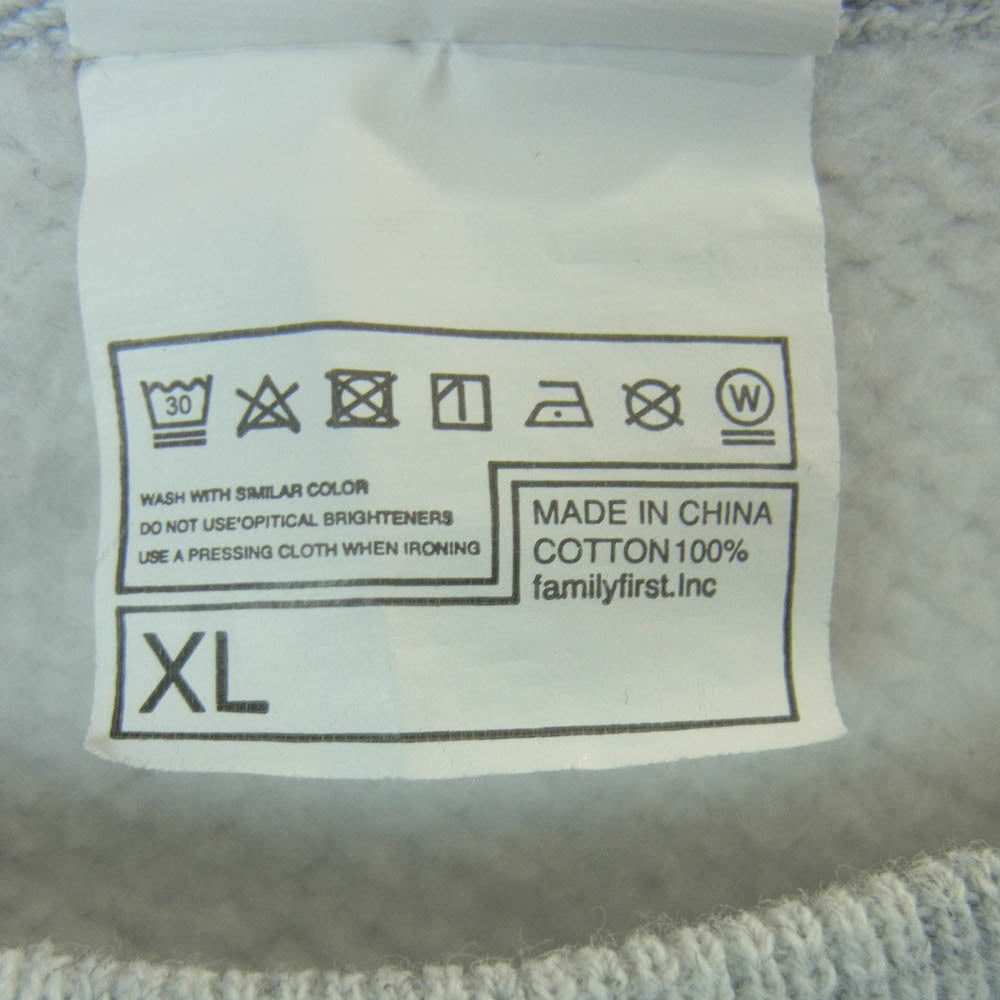 30
W
WASH WITH SIMILAR COLOR
DO NOT USE'OPITICAL BRIGHTENERS
USE A PRESSING CLOTH WHEN IRONING
MADE IN CHINA
COTTON100%
familyfirst.Inc
XL